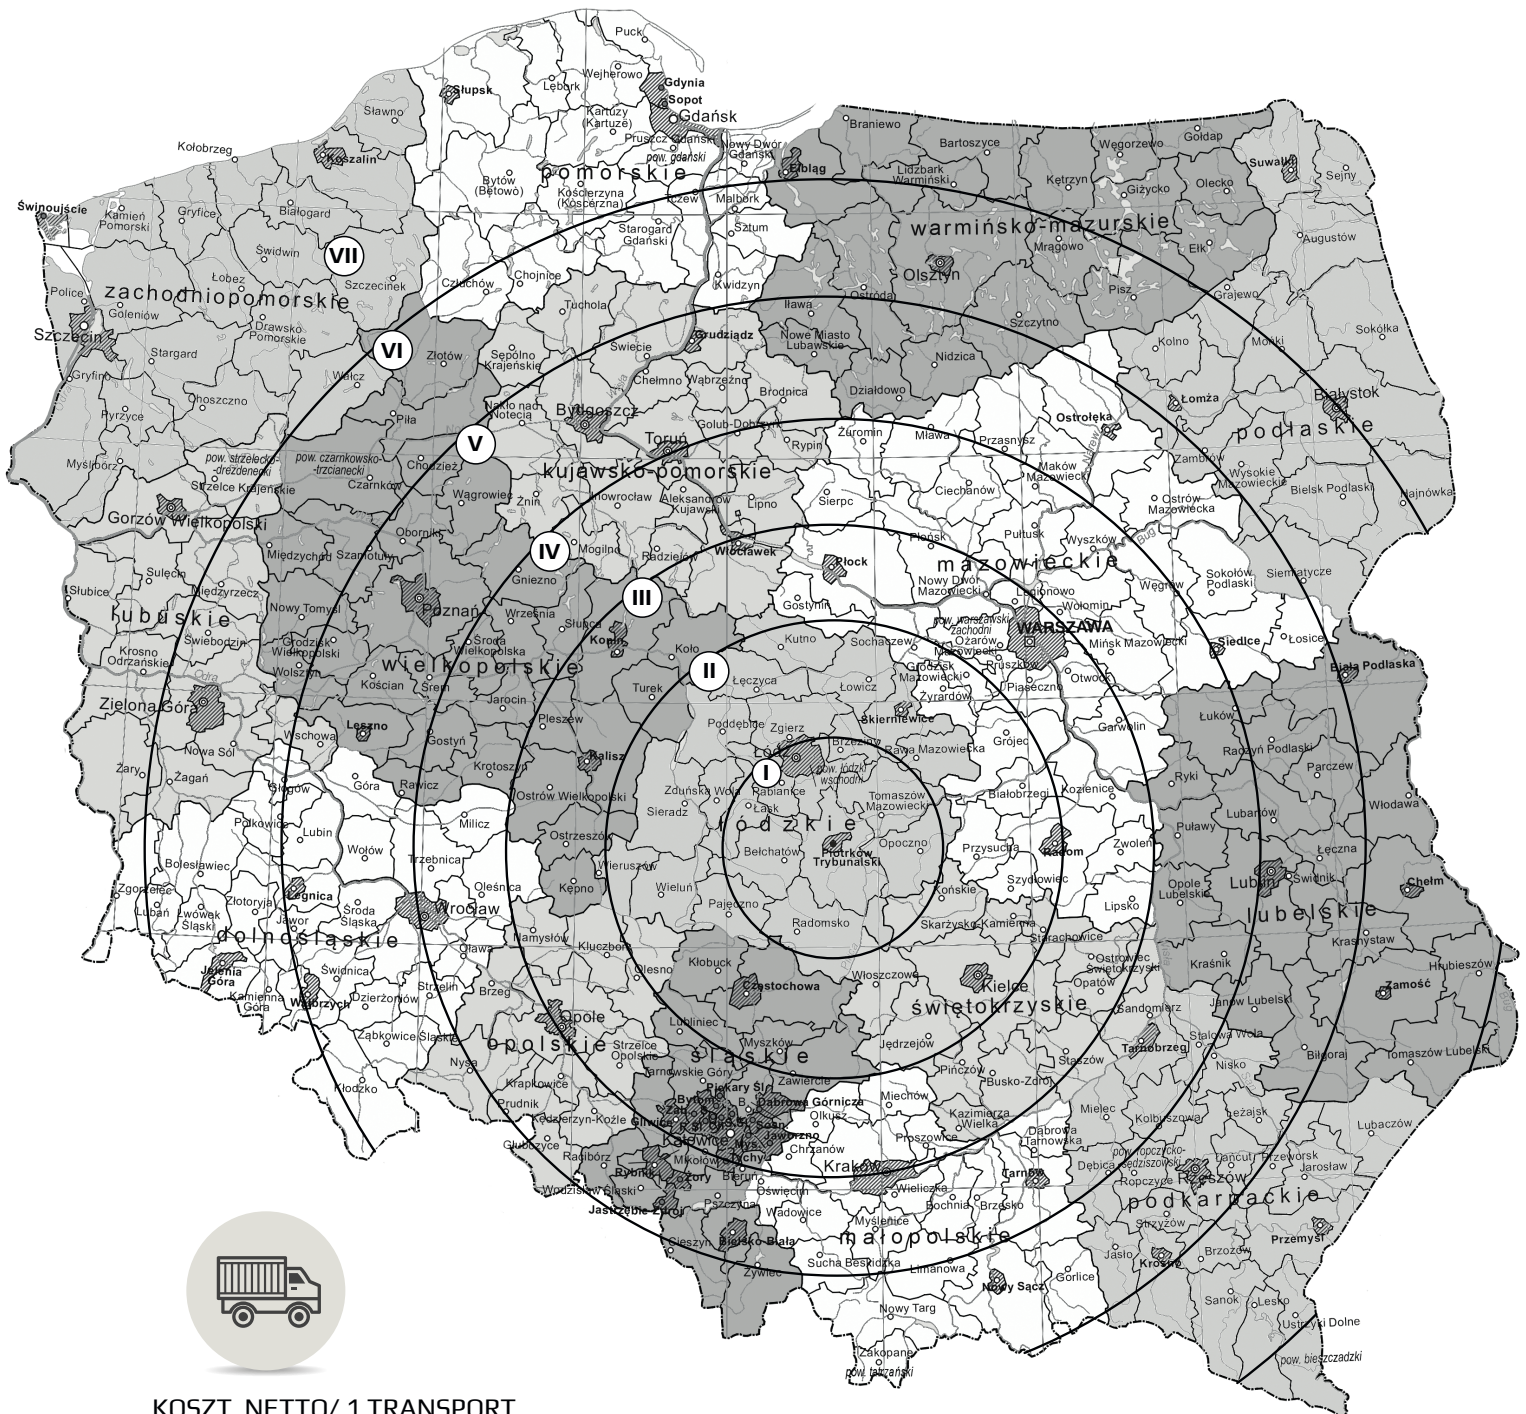 Puck
Wejherowo
Lębork
Gdynia
Sopot
Słupsk
Gdańsk
Sławno
Kartuzy
(Kartuzë)
Pruszcz Gdański
pow. gdański
Nowy Dwór
Gdański
Braniewo
Bartoszyce
Węgorzewo
Gołdap
Kołobrzeg
Koszalin
Elbląg
Lidzbark
Warmiński
Kętrzyn
Giżycko
Olecko
Suwałki
Sejny
Bytów
(Bëtowò)
pomorskie
Kościerzyna
(Kòscérzna)
Tczew
Malbork
Świnoujście
Kamień
Pomorski
Gryfice
Białogard
Starogard
Gdański
Sztum
warmińsko-mazurskie
Mrągowo
Ełk
Augustów
Świdwin
VII
Olsztyn
Police
Goleniów
Łobez
Szczecinek
Człuchów
Chojnice
Kwidzyn
Ostróda
Pisz
Grajewo
zachodniopomorskie
Tuchola
Iława
Szczecin
Drawsko
Pomorskie
Szczytno
Sokółka
Stargard
VI
Złotów
Sępólno
Krajeńskie
Świecie
Grudziądz
Nowe Miasto
Lubawskie
Nidzica
Kolno
Mońki
Gryfino
Wałcz
Chełmno
Wąbrzeźno
Brodnica
Działdowo
Choszczno
Pyrzyce
Piła
Nakło nad
Notecią
Bydgoszcz
Golub-Dobrzyń
Ostrołęka
Łomża
Białystok
Myślibórz
pow. strzelecko-
-drezdenecki
pow. czarnkowsko-
-trzcianecki
Chodzież
V
Toruń
Rypin
Żuromin
Mława
Przasnysz
podlaskie
Strzelce Krajeńskie
Czarnków
Wągrowiec
Żnin
kujawsko-pomorskie
Inowrocław
Aleksandrów
Kujawski
Lipno
Sierpc
Ciechanów
Maków
Mazowiecki
Zambrów
Wysokie
Mazowieckie
Bielsk Podlaski
Hajnówka
Gorzów Wielkopolski
Oborniki
Ostrów
Mazowiecka
Międzychód
Szamotuły
IV
Mogilno
Radziejów
Włocławek
Płońsk
Pułtusk
Wyszków
Bug
Słubice
Sulęcin
Międzyrzecz
Gniezno
Płock
mazowieckie
Nowy Dwór
Mazowiecki
Legionowo
Węgrów
Sokołów
Podlaski
Siemiatycze
lubuskie
Nowy Tomyśl
Poznań
Września
Słupca
III
Gostynin
Wołomin
Świebodzin
Grodzisk
Wielkopolski
Środa
Wielkopolska
Konin
Koło
Kutno
Sochaczew
pow. warszawski
zachodni
Ożarów
Mazowiecki
WARSZAWA
Mińsk Mazowiecki
Siedlce
Łosice
Krosno
Odrzańskie
Wolsztyn
wielkopolskie
II
Łęczyca
Łowicz
Grodzisk
Mazowiecki
Pruszków
Piaseczno
Otwock
Biała Podlaska
Odra
Kościan
Śrem
Jarocin
Turek
Żyrardów
Zielona Góra
Leszno
Pleszew
Poddębice
Zgierz
Skierniewice
Grójec
Garwolin
Łuków
Nowa Sól
Wschowa
Gostyń
Kalisz
Łódź
Brzeziny
Rawa Mazowiecka
Radzyń Podlaski
Żary
Żagań
Krotoszyn
I
pow. łódzki
wschodni
Parczew
Głogów
Góra
Rawicz
Ostrów Wielkopolski
Zduńska Wola
Pabianice
Tomaszów
Mazowiecki
Białobrzegi
Kozienice
Ryki
Włodawa
Polkowice
Lubin
Milicz
Sieradz
Łask
łódzkie
Lubartów
Bolesławiec
Wołów
Trzebnica
Ostrzeszów
Bełchatów
Piotrków
Trybunalski
Opoczno
Przysucha
Radom
Zwoleń
Puławy
Łęczna
Zgorzelec
Legnica
Oleśnica
Kępno
Wieruszów
Wieluń
Końskie
Szydłowiec
Opole
Lubelskie
Lublin
Świdnik
Chełm
Lubań
Lwówek
Śląski
Złotoryja
Jawor
Środa
Śląska
Wrocław
Pajęczno
Radomsko
Skarżysko-Kamienna
Lipsko
lubelskie
dolnośląskie
Oława
Namysłów
Kluczbork
Starachowice
Krasnystaw
Jelenia
Góra
Świdnica
Strzelin
Brzeg
Olesno
Kłobuck
Częstochowa
Włoszczowa
Kielce
Ostrowiec
Świętokrzyski
Opatów
Kraśnik
Hrubieszów
Kamienna
Góra
Wałbrzych
Dzierżoniów
Opole
Lubliniec
świętokrzyskie
Sandomierz
Janów Lubelski
Zamość
Ząbkowice Śląskie
opolskie
Strzelce
Opolskie
Myszków
śląskie
Jędrzejów
Staszów
Tarnobrzeg
Stalowa Wola
Biłgoraj
Tomaszów Lubelski
Kłodzko
Nysa
Krapkowice
Tarnowskie Góry
Zawiercie
Pińczów
Busko-Zdrój
Nisko
Prudnik
Piekary Śl.
Bytom
Dąbrowa Górnicza
Miechów
Kazimierza
Wielka
Mielec
Kolbuszowa
Leżajsk
Lubaczów
Kędzierzyn-Koźle
Gliwice
Olkusz
Głubczyce
Katowice
Jaworzno
Chrzanów
Proszowice
Dąbrowa
Tarnowska
pow. ropczycko-
-sędziszowski
Łańcut
Przeworsk
Jarosław
Racibórz
Rybnik
Mikołów
Tychy
Żory
Bieruń
Kraków
Tarnów
Dębica
Ropczyce
Rzeszów
Wodzisław Śląski
Jastrzębie-Zdrój
Pszczyna
Oświęcim
Wieliczka
Bochnia
Brzesko
podkarpackie
Wadowice
Myślenice
Strzyżów
Przemyśl
Cieszyn
Bielsko-Biała
małopolskie
Jasło
Krosno
Brzozów
Żywiec
Sucha Beskidzka
Limanowa
Nowy Sącz
Gorlice
Nowy Targ
Sanok
Lesko
Ustrzyki Dolne
Zakopane
pow. tatrzański
pow. bieszczadzki
KOSZT NETTO/ 1 TRANSPORT